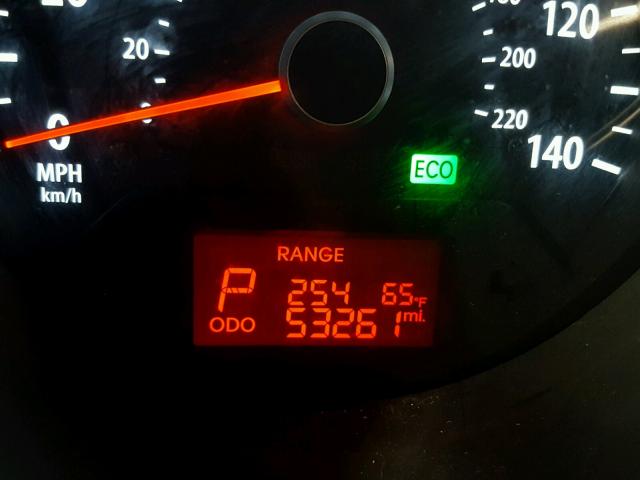 20
120
200
0
220
140
MPH
km/h
ECO
RANGE
P 254 65°F
ODO 53261 mi.